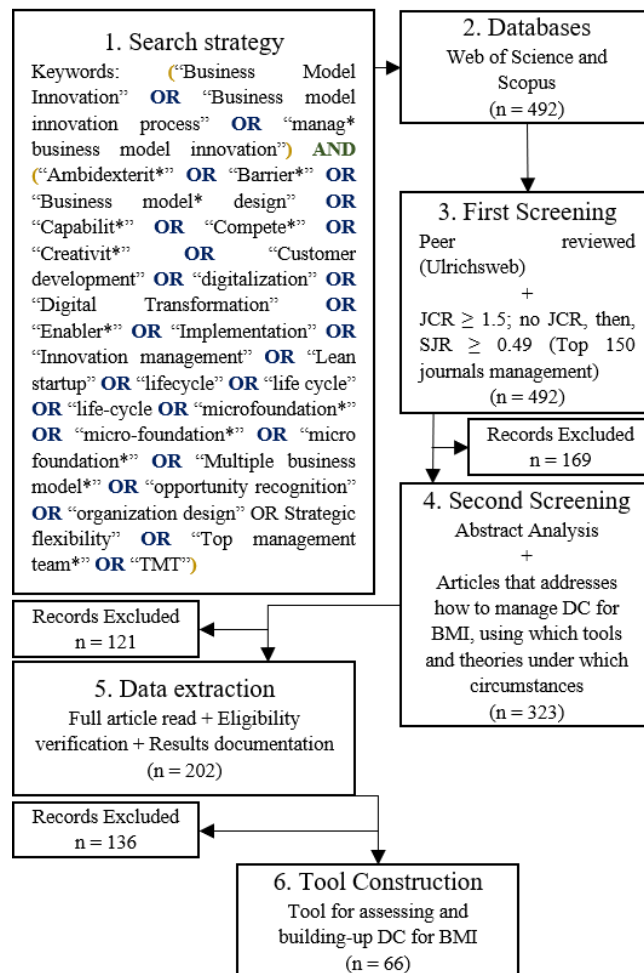 1. Search strategy
Keywords: (“Business Model
Innovation” OR “Business model
innovation process” OR “manag*
business model innovation”) AND
(“Ambidexterit*” OR “Barrier*” OR
“Business model* design” OR
“Capabilit*” OR “Compete*” OR
“Creativit*” OR “Customer
development” OR “digitalization” OR
“Digital Transformation” OR
“Enabler*” OR “Implementation” OR
“Innovation management” OR “Lean
startup” OR “lifecycle” OR “life cycle”
OR “life-cycle OR “microfoundation*”
OR “micro-foundation*” OR “micro
foundation*” OR “Multiple business
model*” OR “opportunity recognition”
OR “organization design” OR Strategic
flexibility” OR “Top management
team*” OR “TMT”)
2. Databases
Web of Science and
Scopus
(n = 492)
3. First Screening
Peer reviewed
(Ulrichsweb)
+
JCR ≥ 1.5; no JCR, then,
SJR ≥ 0.49 (Top 150
journals management)
(n = 492)
Records Excluded
n = 169
4. Second Screening
Abstract Analysis
+
Articles that addresses
how to manage DC for
BMI, using which tools
and theories under which
circumstances
(n = 323)
Records Excluded
n = 121
5. Data extraction
Full article read + Eligibility
verification + Results documentation
(n = 202)
Records Excluded
n = 136
6. Tool Construction
Tool for assessing and
building-up DC for BMI
(n = 66)